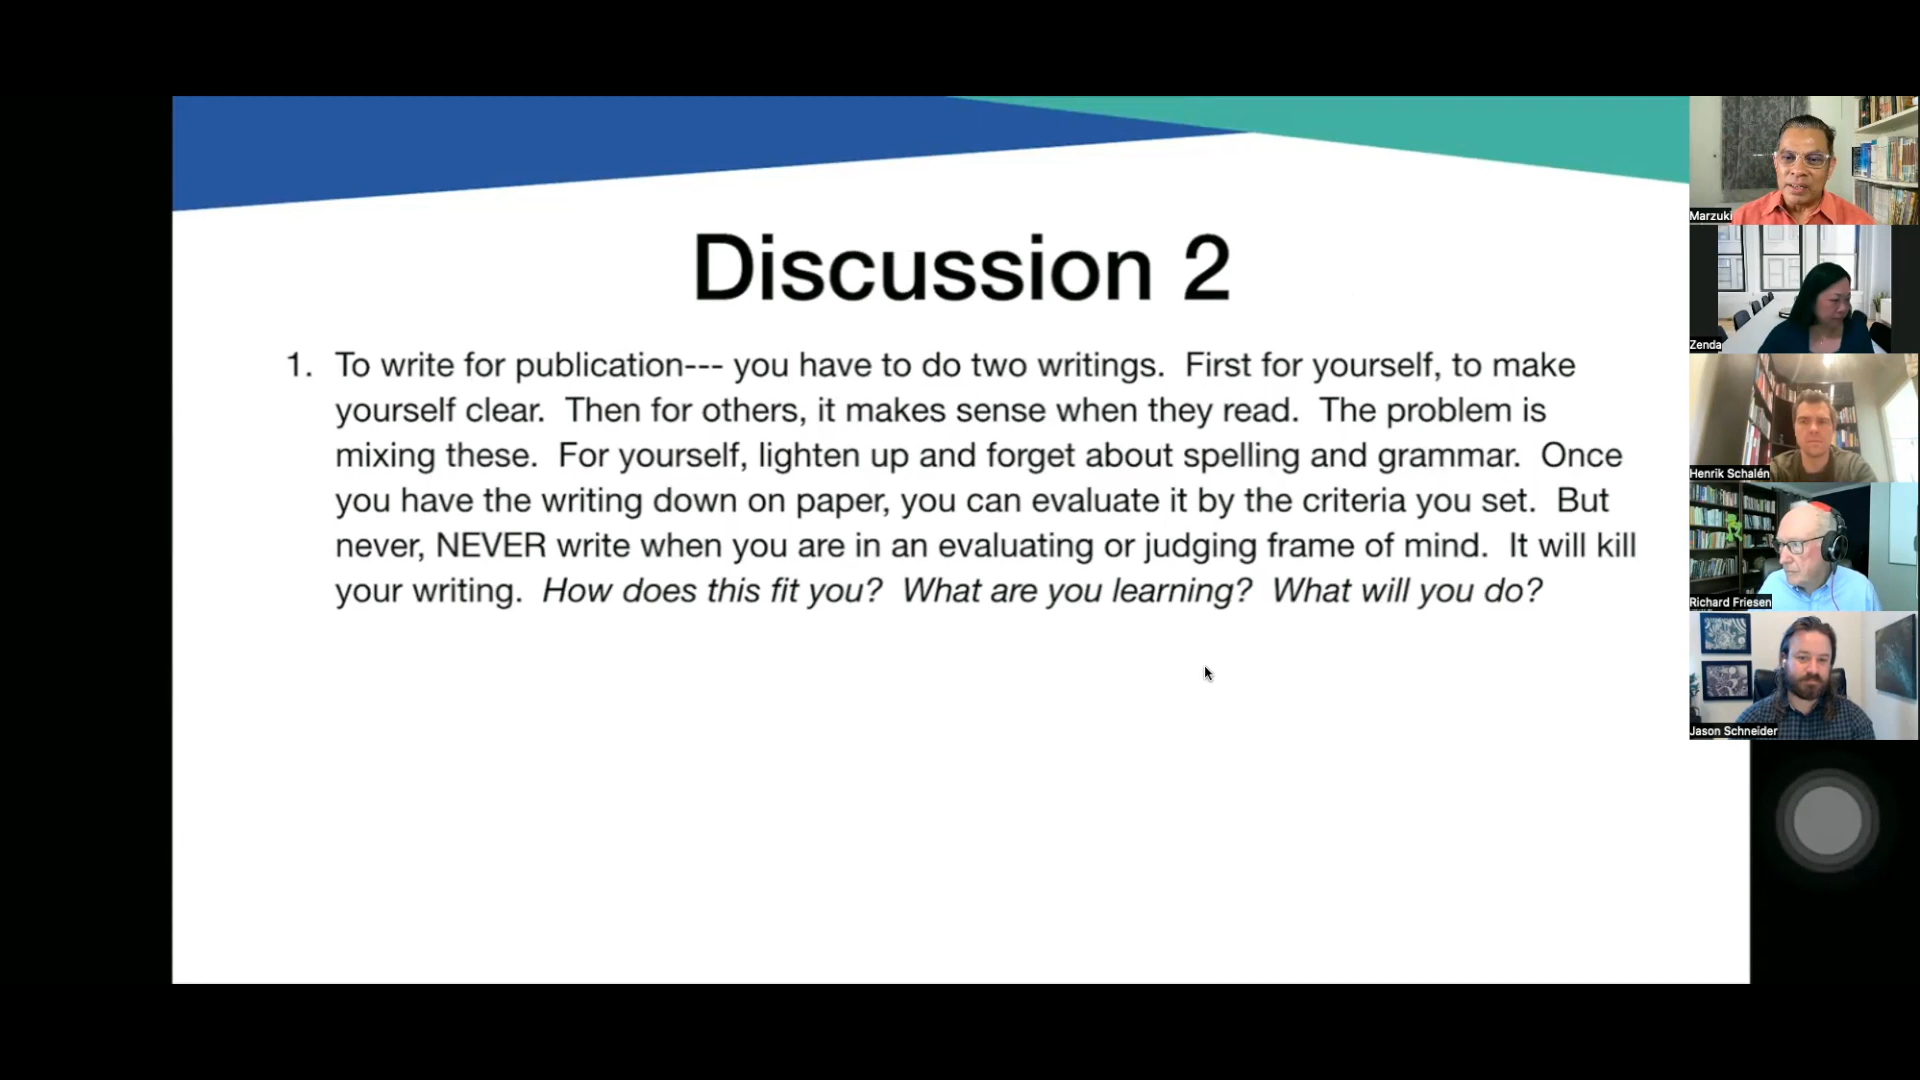 Discussion 2
1. To write for publication--- you have to do two writings.  First for yourself, to make
yourself clear.  Then for others, it makes sense when they read.  The problem is
mixing these.  For yourself, lighten up and forget about spelling and grammar.  Once
you have the writing down on paper, you can evaluate it by the criteria you set.  But
never, NEVER write when you are in an evaluating or judging frame of mind.  It will kill
your writing.  How does this fit you?  What are you learning?  What will you do?
Marzuki
Zenda
Henrik Schalén
Richard Friesen
Jason Schneider